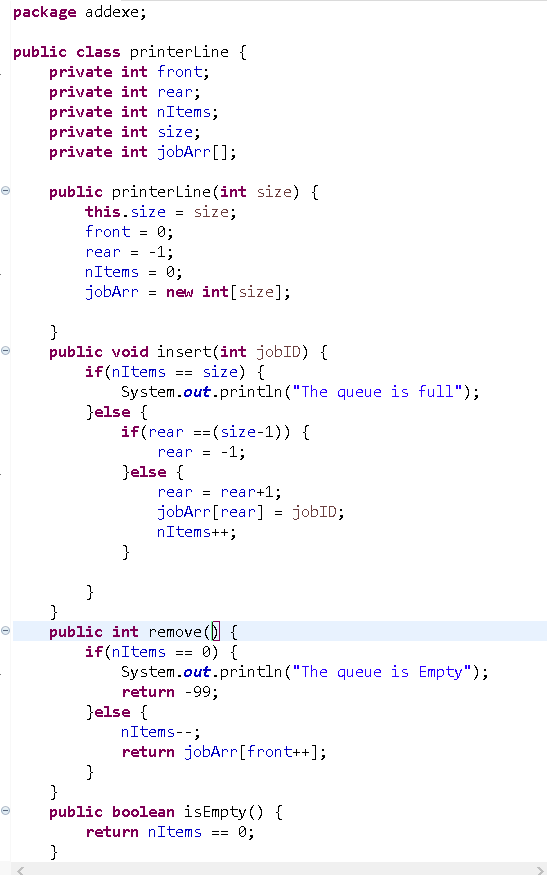 package addexe;

public class printerLine {
    private int front;
    private int rear;
    private int nItems;
    private int size;
    private int jobArr[];

    public printerLine(int size) {
        this.size = size;
        front = 0;
        rear = -1;
        nItems = 0;
        jobArr = new int[size];

    }
    public void insert(int jobID) {
        if(nItems == size) {
            System.out.println("The queue is full");
        }else {
            if(rear ==(size-1)) {
                rear = -1;
            }else {
                rear = rear+1;
                jobArr[rear] = jobID;
                nItems++;
            }

        }
    }
    public int remove() {
        if(nItems == 0) {
            System.out.println("The queue is Empty");
            return -99;
        }else {
            nItems--;
            return jobArr[front++];
        }
    }
    public boolean isEmpty() {
        return nItems == 0;
    }